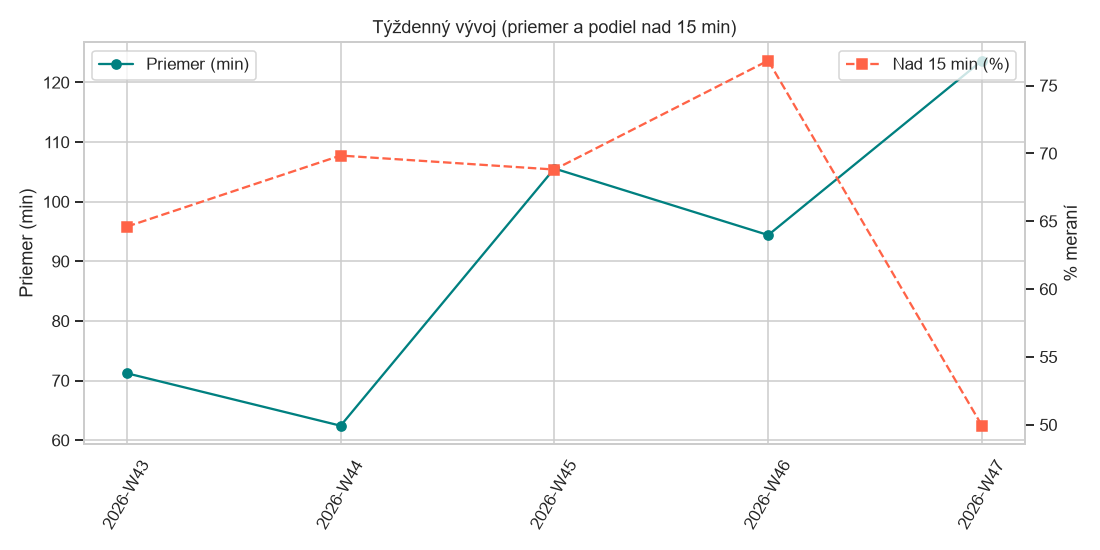 Týždenný vývoj (priemer a podiel nad 15 min)
Priemer (min)
Nad 15 min (%)
120
110
100
90
80
70
60
Priemer (min)
75
70
65
60
55
50
% meraní
2026-W43
2026-W44
2026-W45
2026-W46
2026-W47